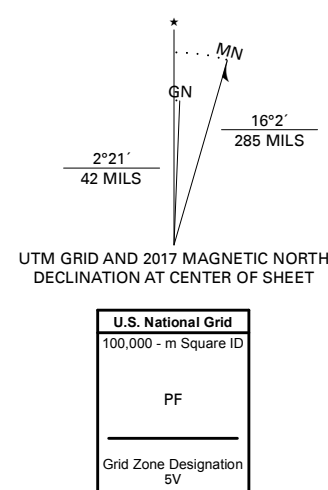 MN
GN
16°2´
285 MILS
2°21´
42 MILS
UTM GRID AND 2017 MAGNETIC NORTH
DECLINATION AT CENTER OF SHEET
U.S. National Grid
100,000 - m Square ID
PF
Grid Zone Designation
5V